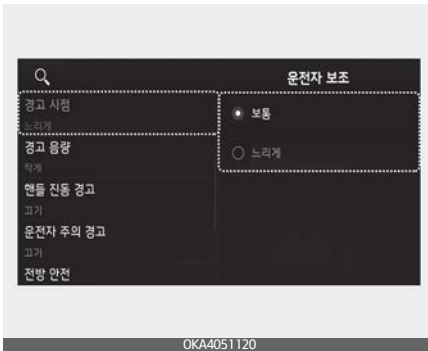 운전자 보조
경고 시점
느리게
경고 음량
작게
핸들 진동 경고
끄기
운전자 주의 경고
끄기
전방 안전
보통
느리게
OKA4051120